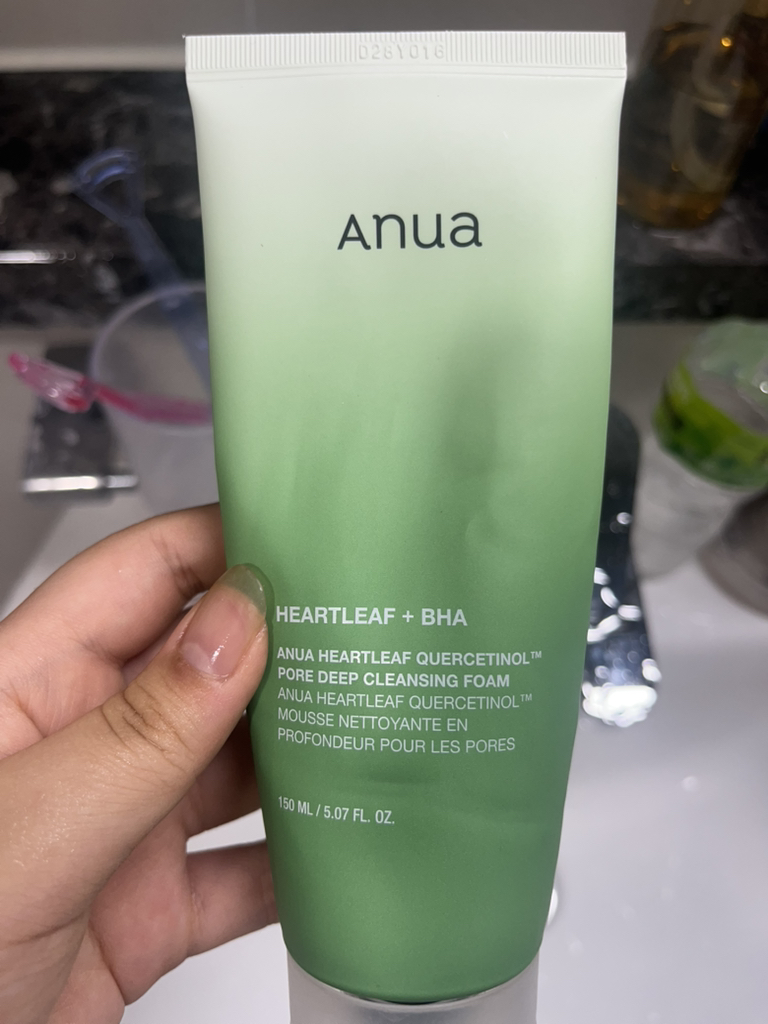 D26Y016
Anua
HEARTLEAF + BHA
ANUA HEARTLEAF QUERCETINOL™
PORE DEEP CLEANSING FOAM
ANUA HEARTLEAF QUERCETINOL™
MOUSSE NETTOYANTE EN
PROFONDEUR POUR LES PORES
150 ML / 5.07 FL. OZ.